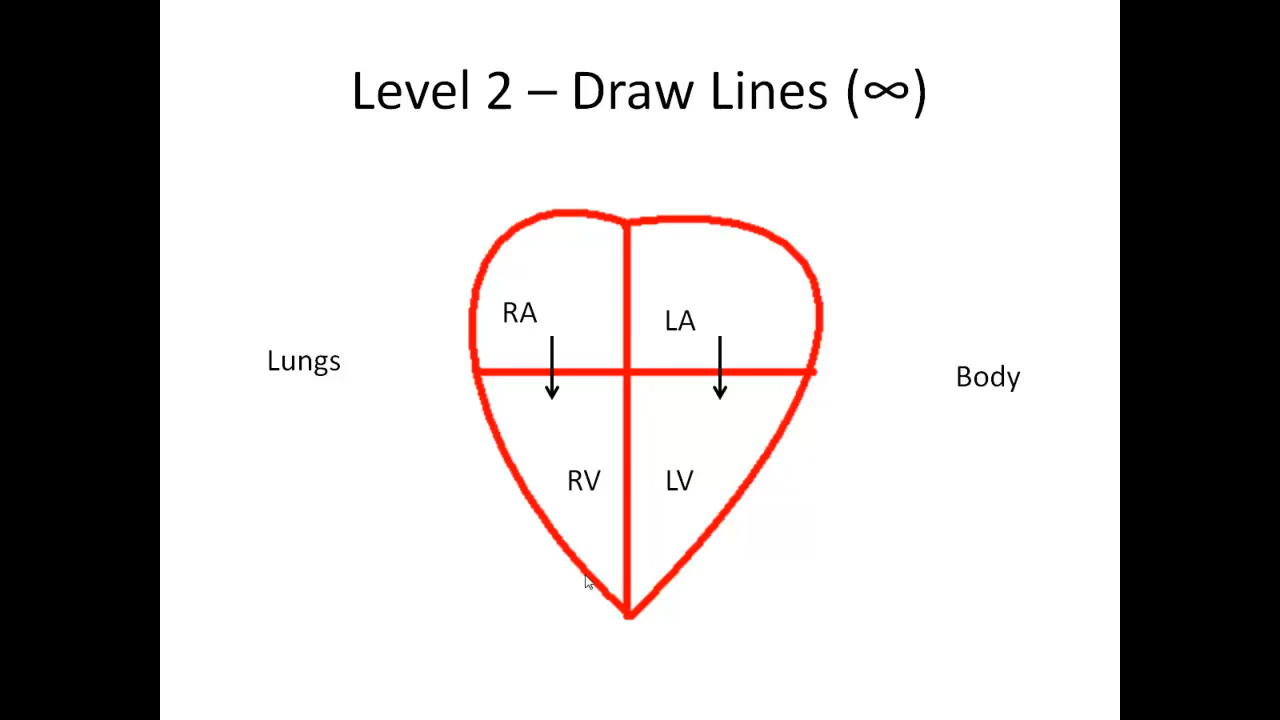 Level 2 – Draw Lines (∞)
RA
LA
Lungs
Body
RV
LV